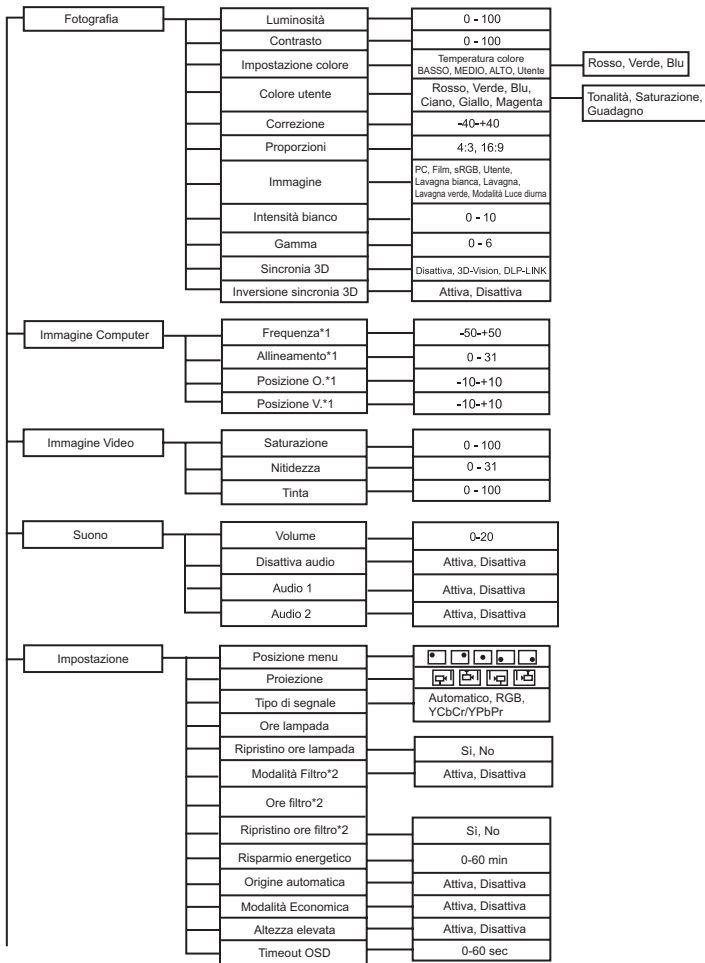 Fotografia
Luminosità
0 - 100
Contrasto
0 - 100
Impostazione colore
Temperatura colore
BASSO, MEDIO, ALTO, Utente
Rosso, Verde, Blu
Colore utente
Rosso, Verde, Blu,
Ciano, Giallo, Magenta
Tonalità, Saturazione,
Guadagno
Correzione
-40-+40
Proporzioni
4:3, 16:9
Immagine
PC, Film, sRGB, Utente,
Lavagna bianca, Lavagna,
Lavagna verde, Modalità Luce diurna
Intensità bianco
0 - 10
Gamma
0 - 6
Sincronia 3D
Disattiva, 3D-Vision, DLP-LINK
Inversione sincronia 3D
Attiva, Disattiva
Immagine Computer
Frequenza*1
-50-+50
Allineamento*1
0 - 31
Posizione O.*1
-10-+10
Posizione V.*1
-10-+10
Immagine Video
Saturazione
0 - 100
Nitidezza
0 - 31
Tinta
0 - 100
Suono
Volume
0-20
Disattiva audio
Attiva, Disattiva
Audio 1
Attiva, Disattiva
Audio 2
Attiva, Disattiva
Impostazione
Posizione menu
Proiezione
Tipo di segnale
Automatico, RGB,
YCbCr/YPbPr
Ore lampada
Ripristino ore lampada
Sì, No
Modalità Filtro*2
Attiva, Disattiva
Ore filtro*2
Ripristino ore filtro*2
Sì, No
Risparmio energetico
0-60 min
Origine automatica
Attiva, Disattiva
Modalità Economica
Attiva, Disattiva
Altezza elevata
Attiva, Disattiva
Timeout OSD
0-60 sec